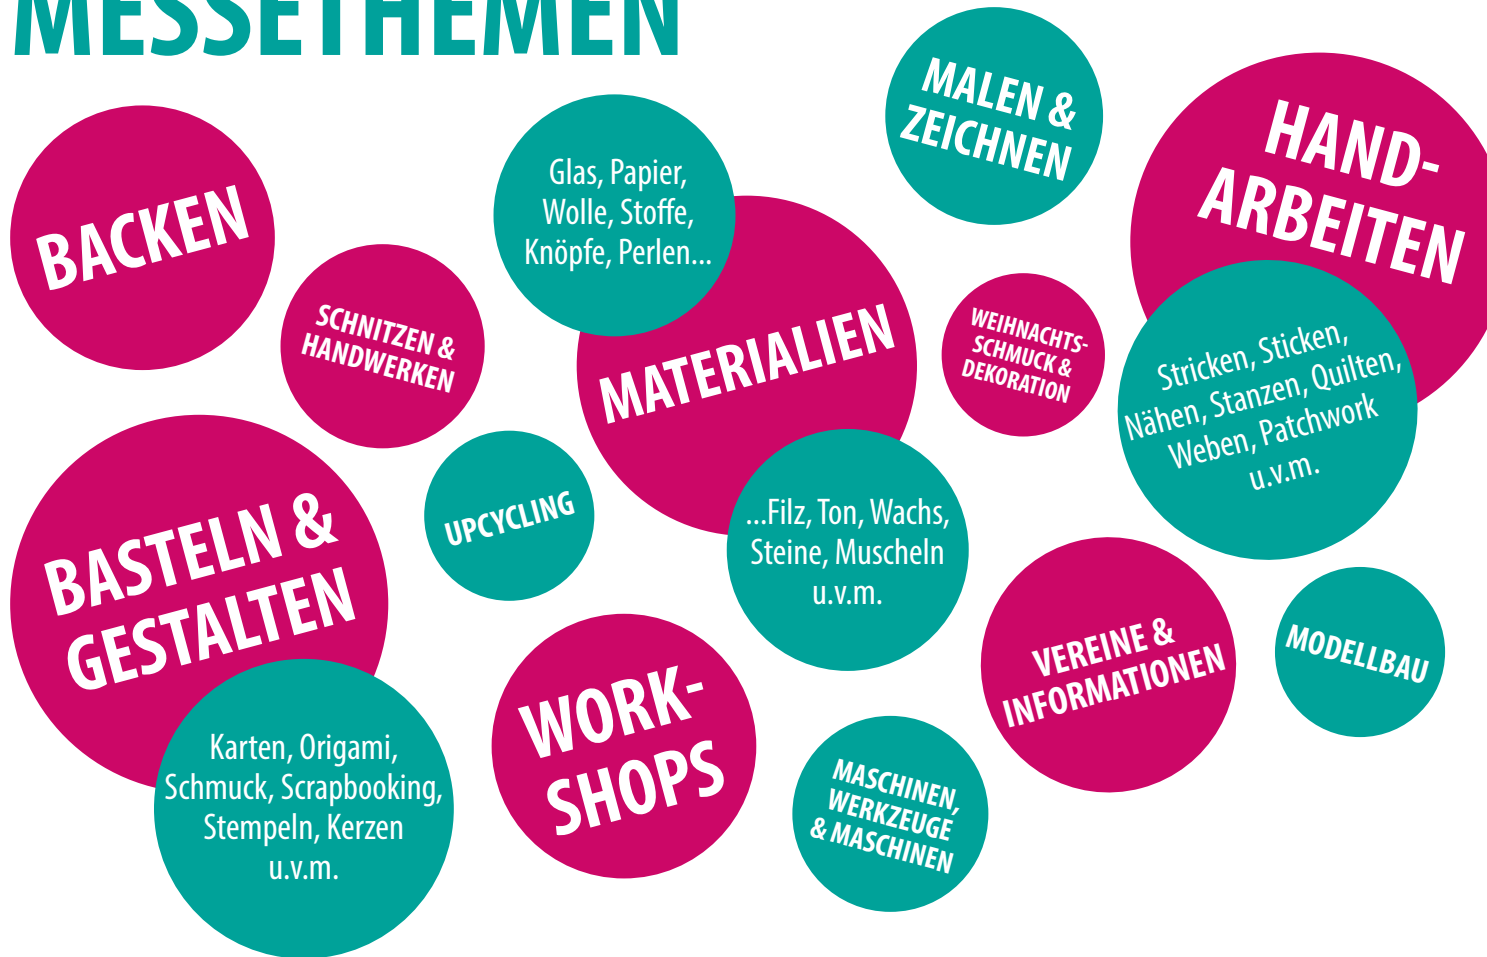 MESSETHEMEN
BACKEN
SCHNITZEN &
HANDWERKEN
Glas, Papier,
Wolle, Stoffe,
Knöpfe, Perlen...
MATERIALIEN
...Filz, Ton, Wachs,
Steine, Muscheln
u.v.m.
MALEN &
ZEICHNEN
WEIHNACHTS-
SCHMUCK &
DEKORATION
HAND-
ARBEITEN
Stricken, Sticken,
Nähen, Stanzen, Quilten,
Weben, Patchwork
u.v.m.
BASTELN &
GESTALTEN
Karten, Origami,
Schmuck, Scrapbooking,
Stempeln, Kerzen
u.v.m.
UPCYCLING
WORK-
SHOPS
MASCHINEN,
WERKZEUGE
& MASCHINEN
VEREINE &
INFORMATIONEN
MODELLBAU